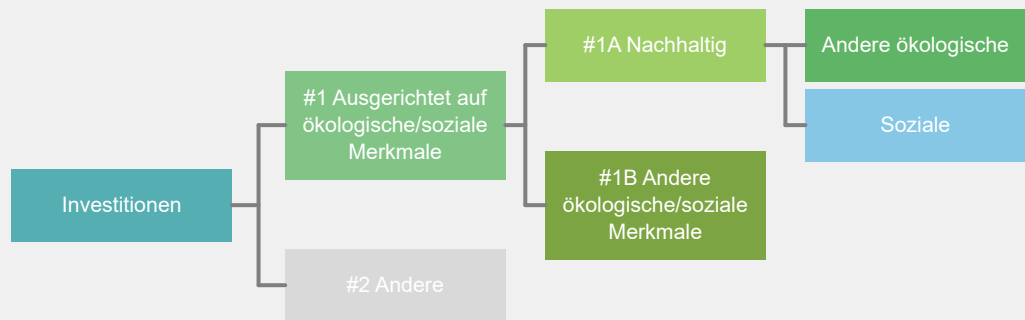 Investitionen
#1 Ausgerichtet auf
ökologische/soziale
Merkmale
#2 Andere
#1A Nachhaltig
#1B Andere
ökologische/soziale
Merkmale
Andere ökologische
Soziale